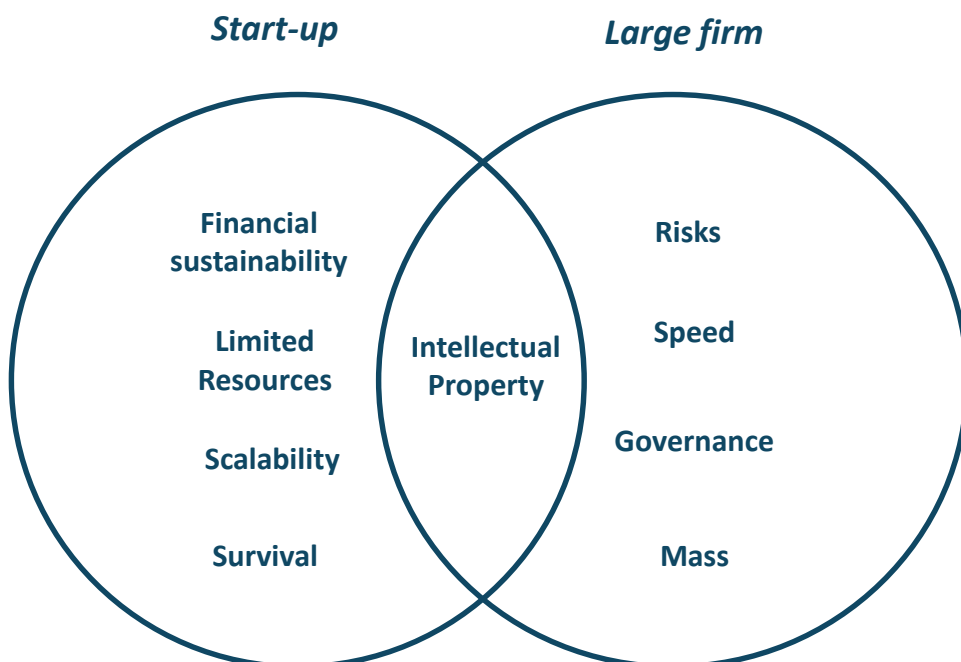 Start-up
Large firm
Financial
sustainability
Limited
Resources
Scalability
Survival
Intellectual
Property
Risks
Speed
Governance
Mass